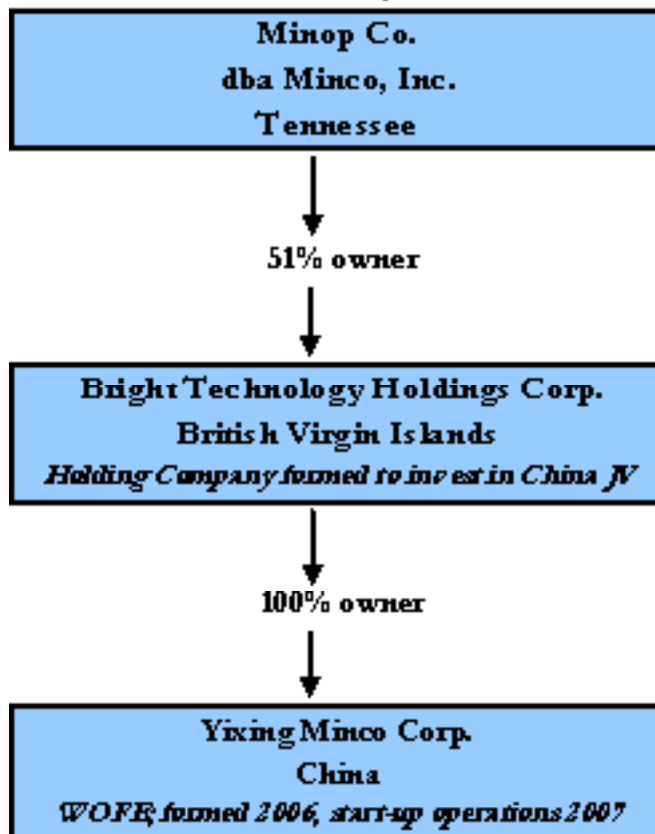 Minop Co.
dba Minco, Inc.
Tennessee
51% owner
Bright Technology Holdings Corp.
British Virgin Islands
Holding Company formed to invest in China JV
100% owner
Yixing Minco Corp.
China
WOFE; formed 2006, start-up operations 2007